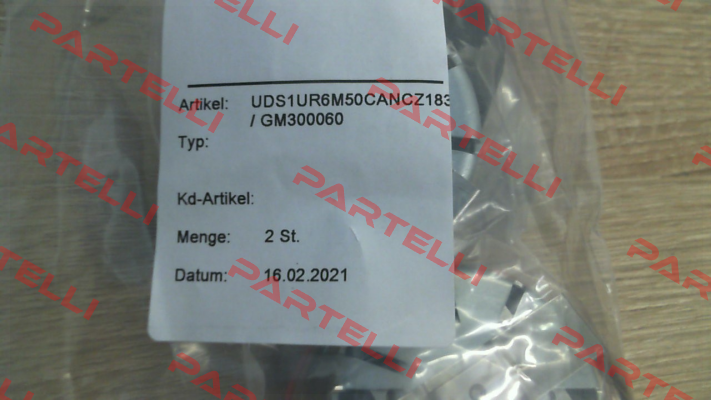 PARTELLI
PARTELLI
Artikel: UDS1UR6M50CANCZ183
/ GM300060
Typ:
PARTELLI
PARTELLI
Kd-Artikel:
Menge: 2 St.
Datum: 16.02.2021
PARTELLI
PARTELLI
PARTELLI
PARTELLI